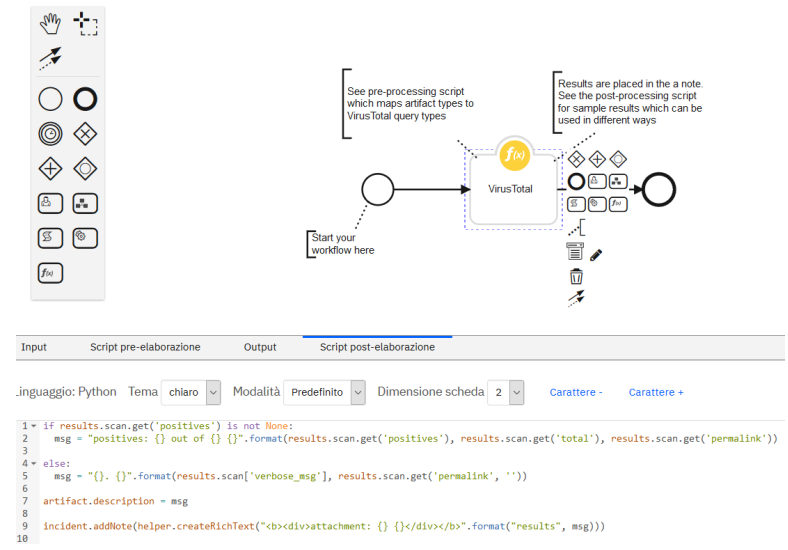 See pre-processing script
which maps artifact types to
VirusTotal query types
Results are placed in the a note.
See the post-processing script
for sample results which can be
used in different ways
f(x)
VirusTotal
f(x)
Start your
workflow here
f(x)
Input Script pre-elaborazione Output Script post-elaborazione
Linguaggio: Python Tema chiaro Modalità Predefinito Dimensione scheda 2 Carattere - Carattere +
1 if results.scan.get('positives') is not None:
2 msg = "positives: {} out of {} {}".format(results.scan.get('positives'), results.scan.get('total'), results.scan.get('permalink'))
3
4 else:
5 msg = "{}. {}".format(results.scan['verbose_msg'], results.scan.get('permalink', ''))
6
7 artifact.description = msg
8
9 incident.addNote(helper.createRichText("<b><div>attachment: {} {}</div></b>".format("results", msg)))
10